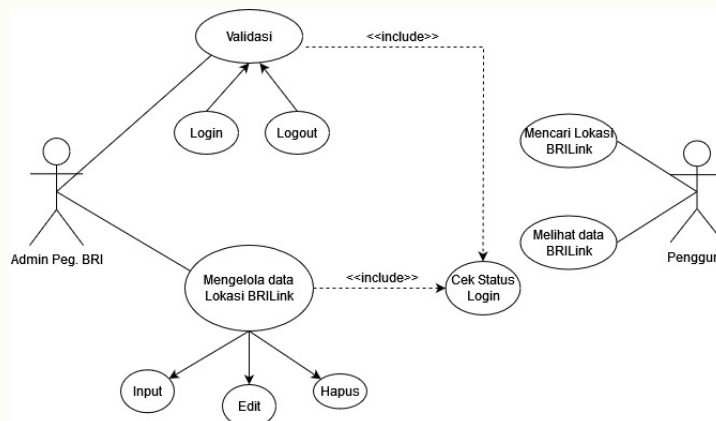 Validasi
<<include>>
Login
Logout
Mencari Lokasi
BRILink
Admin Peg. BRI
Melihat data
BRILink
Mengelola data
Lokasi BRILink
<<include>>
Cek Status
Login
Input
Edit
Hapus